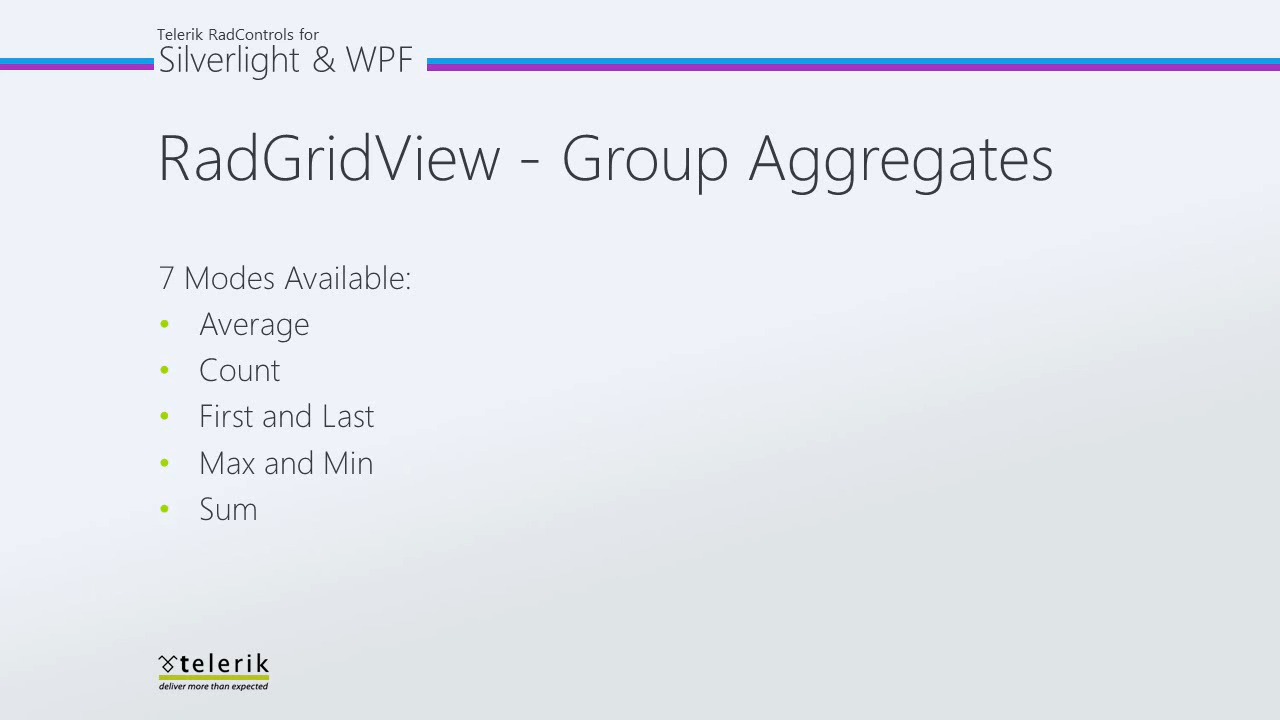 Telerik RadControls for
Silverlight & WPF
RadGridView - Group Aggregates
7 Modes Available:
• Average
• Count
• First and Last
• Max and Min
• Sum
telerik
deliver more than expected